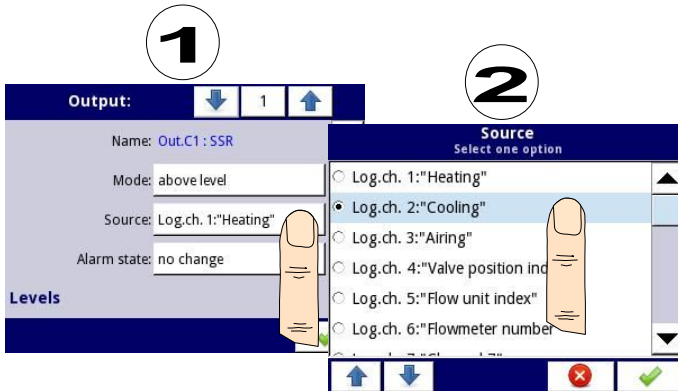 1
Output:
1
Name: Out.C1 : SSR
Mode: above level
Source: Log.ch. 1:"Heating"
Alarm state: no change
Levels
2
Source
Select one option
Log.ch. 1:"Heating"
Log.ch. 2:"Cooling"
Log.ch. 3:"Airing"
Log.ch. 4:"Valve position
Log.ch. 5:"Flow unit index"
Log.ch. 6:"Flowmeter number